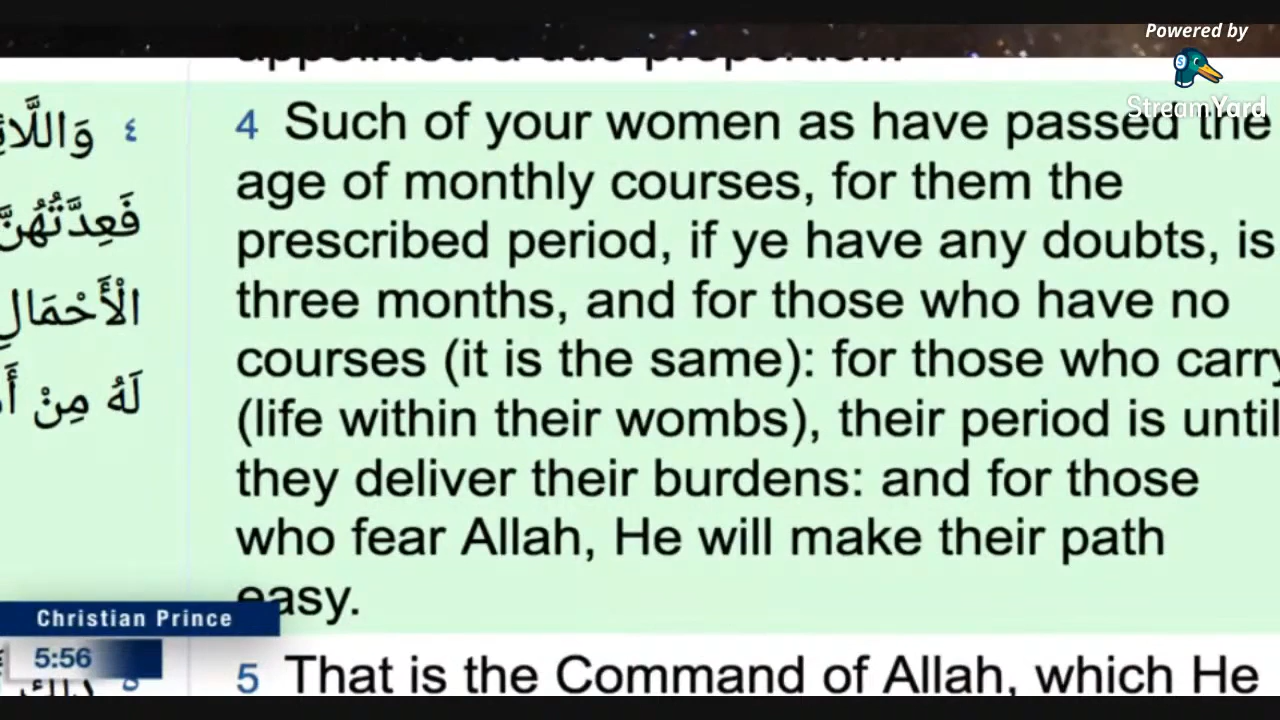 Powered by
StreamYard
4 Such of your women as have passed the
age of monthly courses, for them the
prescribed period, if ye have any doubts, is
three months, and for those who have no
courses (it is the same): for those who carry
(life within their wombs), their period is until
they deliver their burdens: and for those
who fear Allah, He will make their path
easy.
5 That is the Command of Allah, which He
٤
فَعِدَّتُهُنَّ
الْأَحْمَالِ
لَهُ مِنْ
Christian Prince
5:56